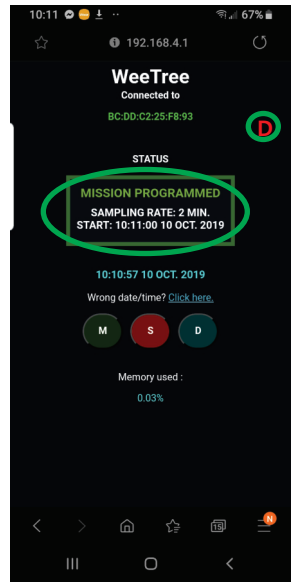 10:11 67%
192.168.4.1
WeeTree
Connected to
BC:DD:C2:25:F8:93
D
STATUS
MISSION PROGRAMMED
SAMPLING RATE: 2 MIN.
START: 10:11:00 10 OCT. 2019
10:10:57 10 OCT. 2019
Wrong date/time? Click here.
M S D
Memory used :
0.03%
15 N